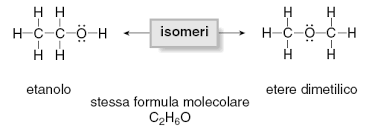 H H
H-C-C-Ö-H
H H
isomeri
H H
H-C-Ö-C-H
H H
etanolo
etere dimetilico
stessa formula molecolare
C₂H₆O